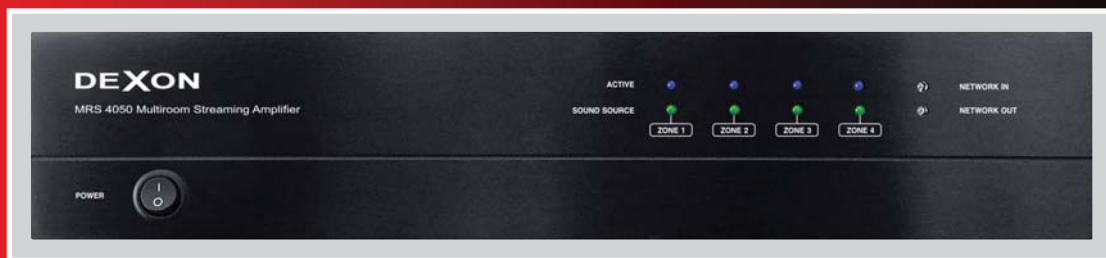 DEXON
MRS 4050 Multiroom Streaming Amplifier
ACTIVE
NETWORK IN
SOUND SOURCE
NETWORK OUT
ZONE 1 ZONE 2 ZONE 3 ZONE 4
POWER
I
O